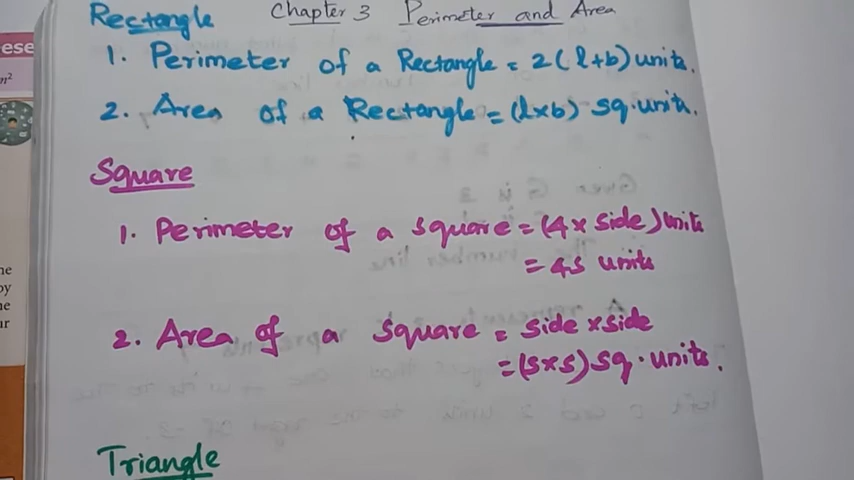 Chapter 3 Perimeter and Area
Rectangle
1. Perimeter of a Rectangle = 2(l+b) units.
2. Area of a Rectangle = (l×b) sq.units.
Square
1. Perimeter of a square = (4 × side) units
= 4s units
2. Area of a square = side × side
= (s×s) sq.units.
Triangle